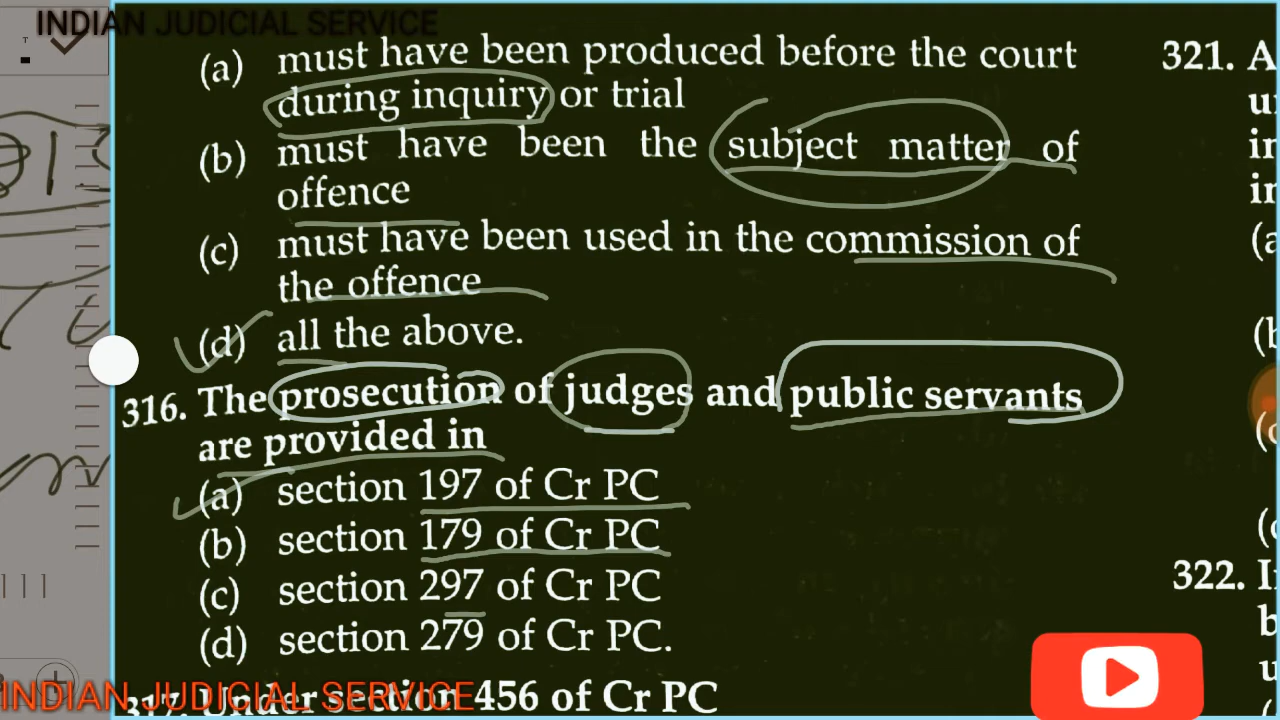 INDIAN JUDICIAL SERVICE
(a) must have been produced before the court
during inquiry or trial
(b) must have been the subject matter of
offence
(c) must have been used in the commission of
the offence
(d) all the above.
316. The prosecution of judges and public servants
are provided in
(a) section 197 of Cr PC
(b) section 179 of Cr PC
(c) section 297 of Cr PC
(d) section 279 of Cr PC.
317. Under section 456 of Cr PC
321. A
322. I
INDIAN JUDICIAL SERVICE